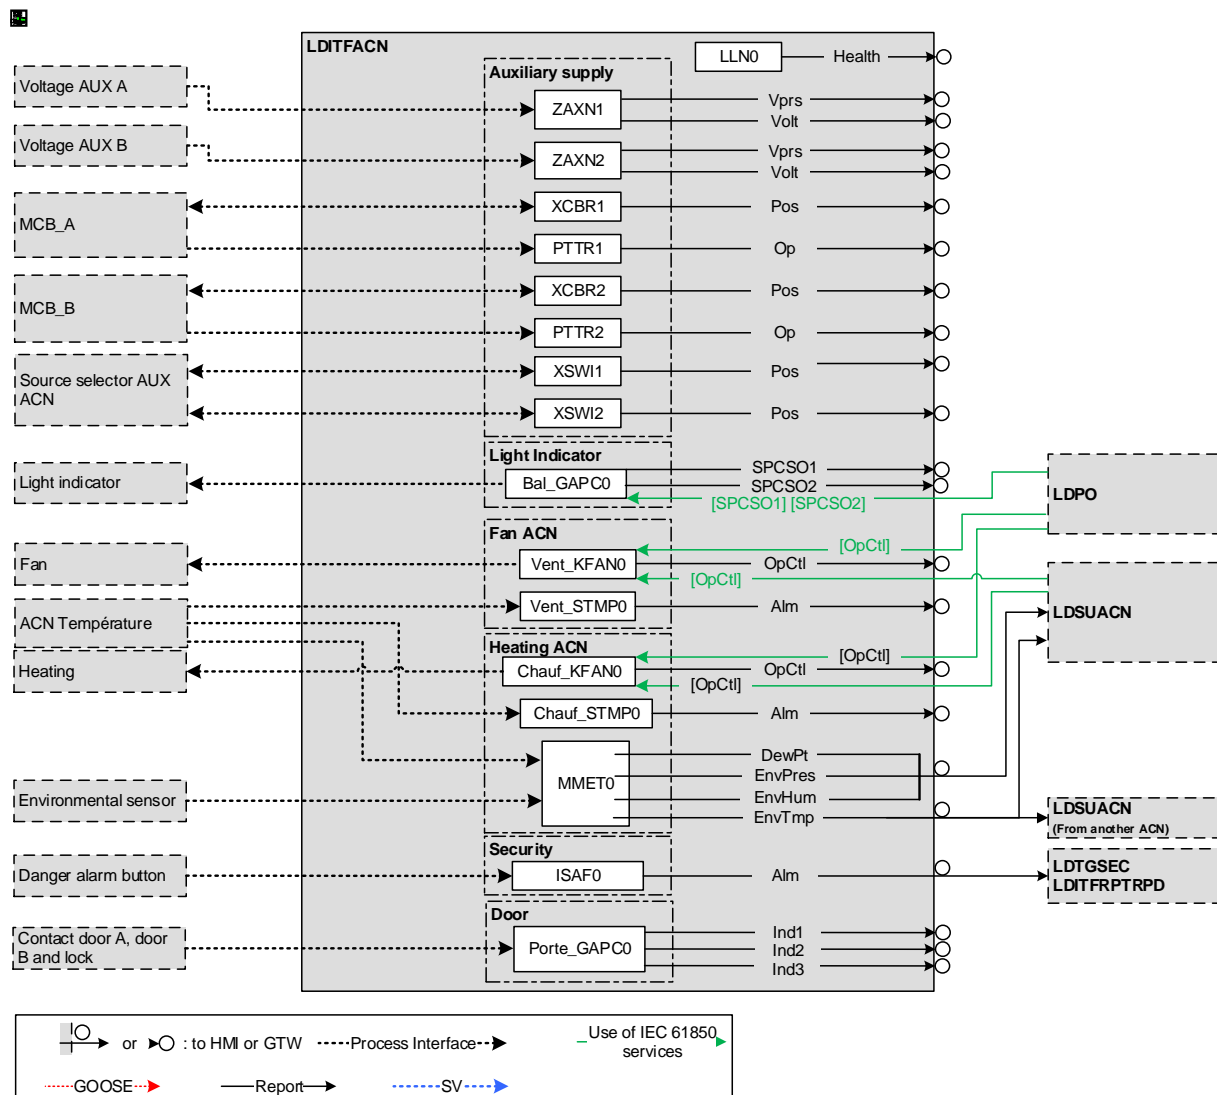 LDITFACN
LLN0
Health
Auxiliary supply
Voltage AUX A
ZAXN1
Vprs
Volt
Voltage AUX B
ZAXN2
Vprs
Volt
MCB_A
XCBR1
Pos
PTTR1
Op
MCB_B
XCBR2
Pos
PTTR2
Op
Source selector AUX
ACN
XSWI1
Pos
XSWI2
Pos
Light Indicator
Light indicator
Bal_GAPC0
SPCSO1
SPCSO2
[SPCSO1] [SPCSO2]
LDPO
Fan ACN
Fan
Vent_KFAN0
[OpCtl]
OpCtl
[OpCtl]
Vent_STMP0
Alm
ACN Température
LDSUACN
Heating ACN
Heating
Chauf_KFAN0
[OpCtl]
OpCtl
[OpCtl]
Chauf_STMP0
Alm
MMET0
DewPt
EnvPres
EnvHum
EnvTmp
Environmental sensor
LDSUACN
(From another ACN)
Security
Danger alarm button
ISAF0
Alm
LDTGSEC
LDITFRPTRPD
Door
Contact door A, door
B and lock
Porte_GAPC0
Ind1
Ind2
Ind3
or : to HMI or GTW
Process Interface
Use of IEC 61850
services
GOOSE
Report
SV